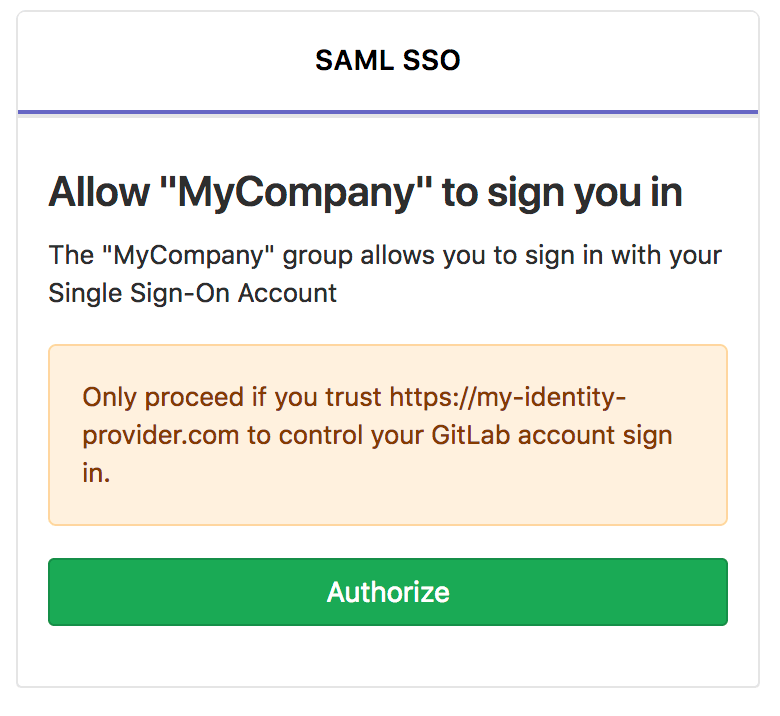 SAML SSO
Allow "MyCompany" to sign you in
The "MyCompany" group allows you to sign in with your
Single Sign-On Account
Only proceed if you trust https://my-identity-
provider.com to control your GitLab account sign
in.
Authorize